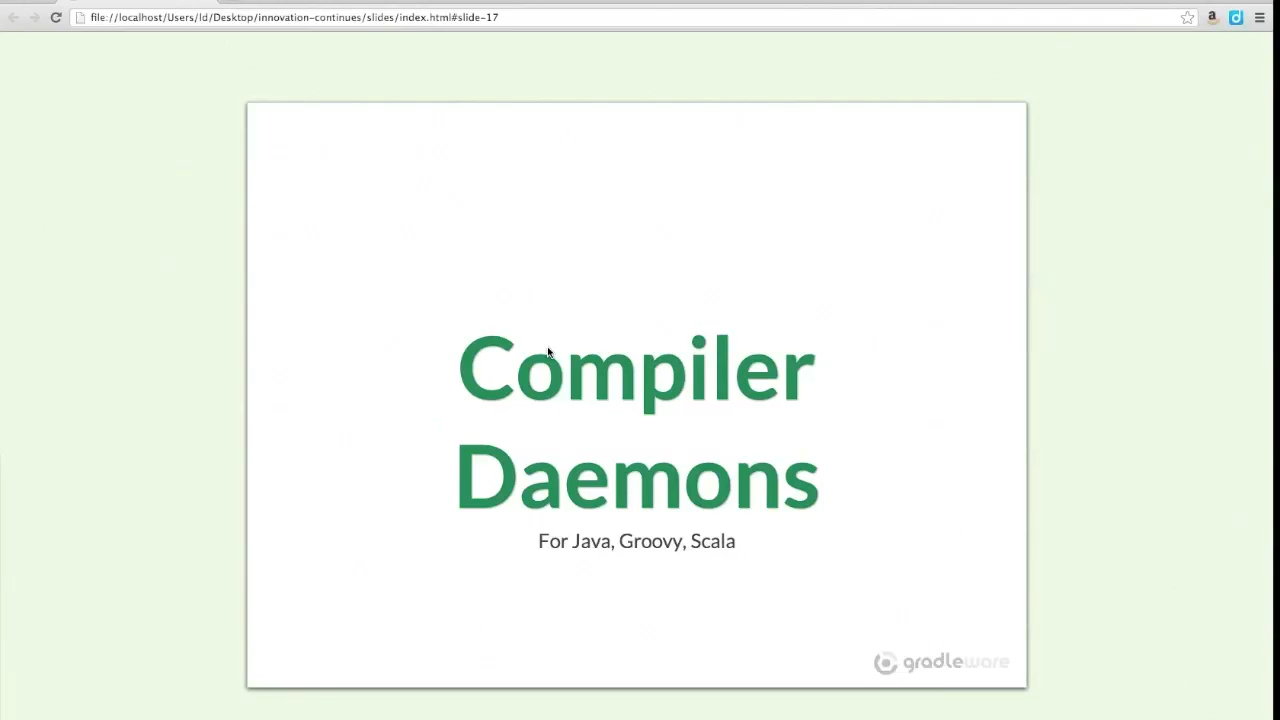 file://localhost/Users/ld/Desktop/innovation-continues/slides/index.html#slide-17
Compiler
Daemons
For Java, Groovy, Scala
gradleware